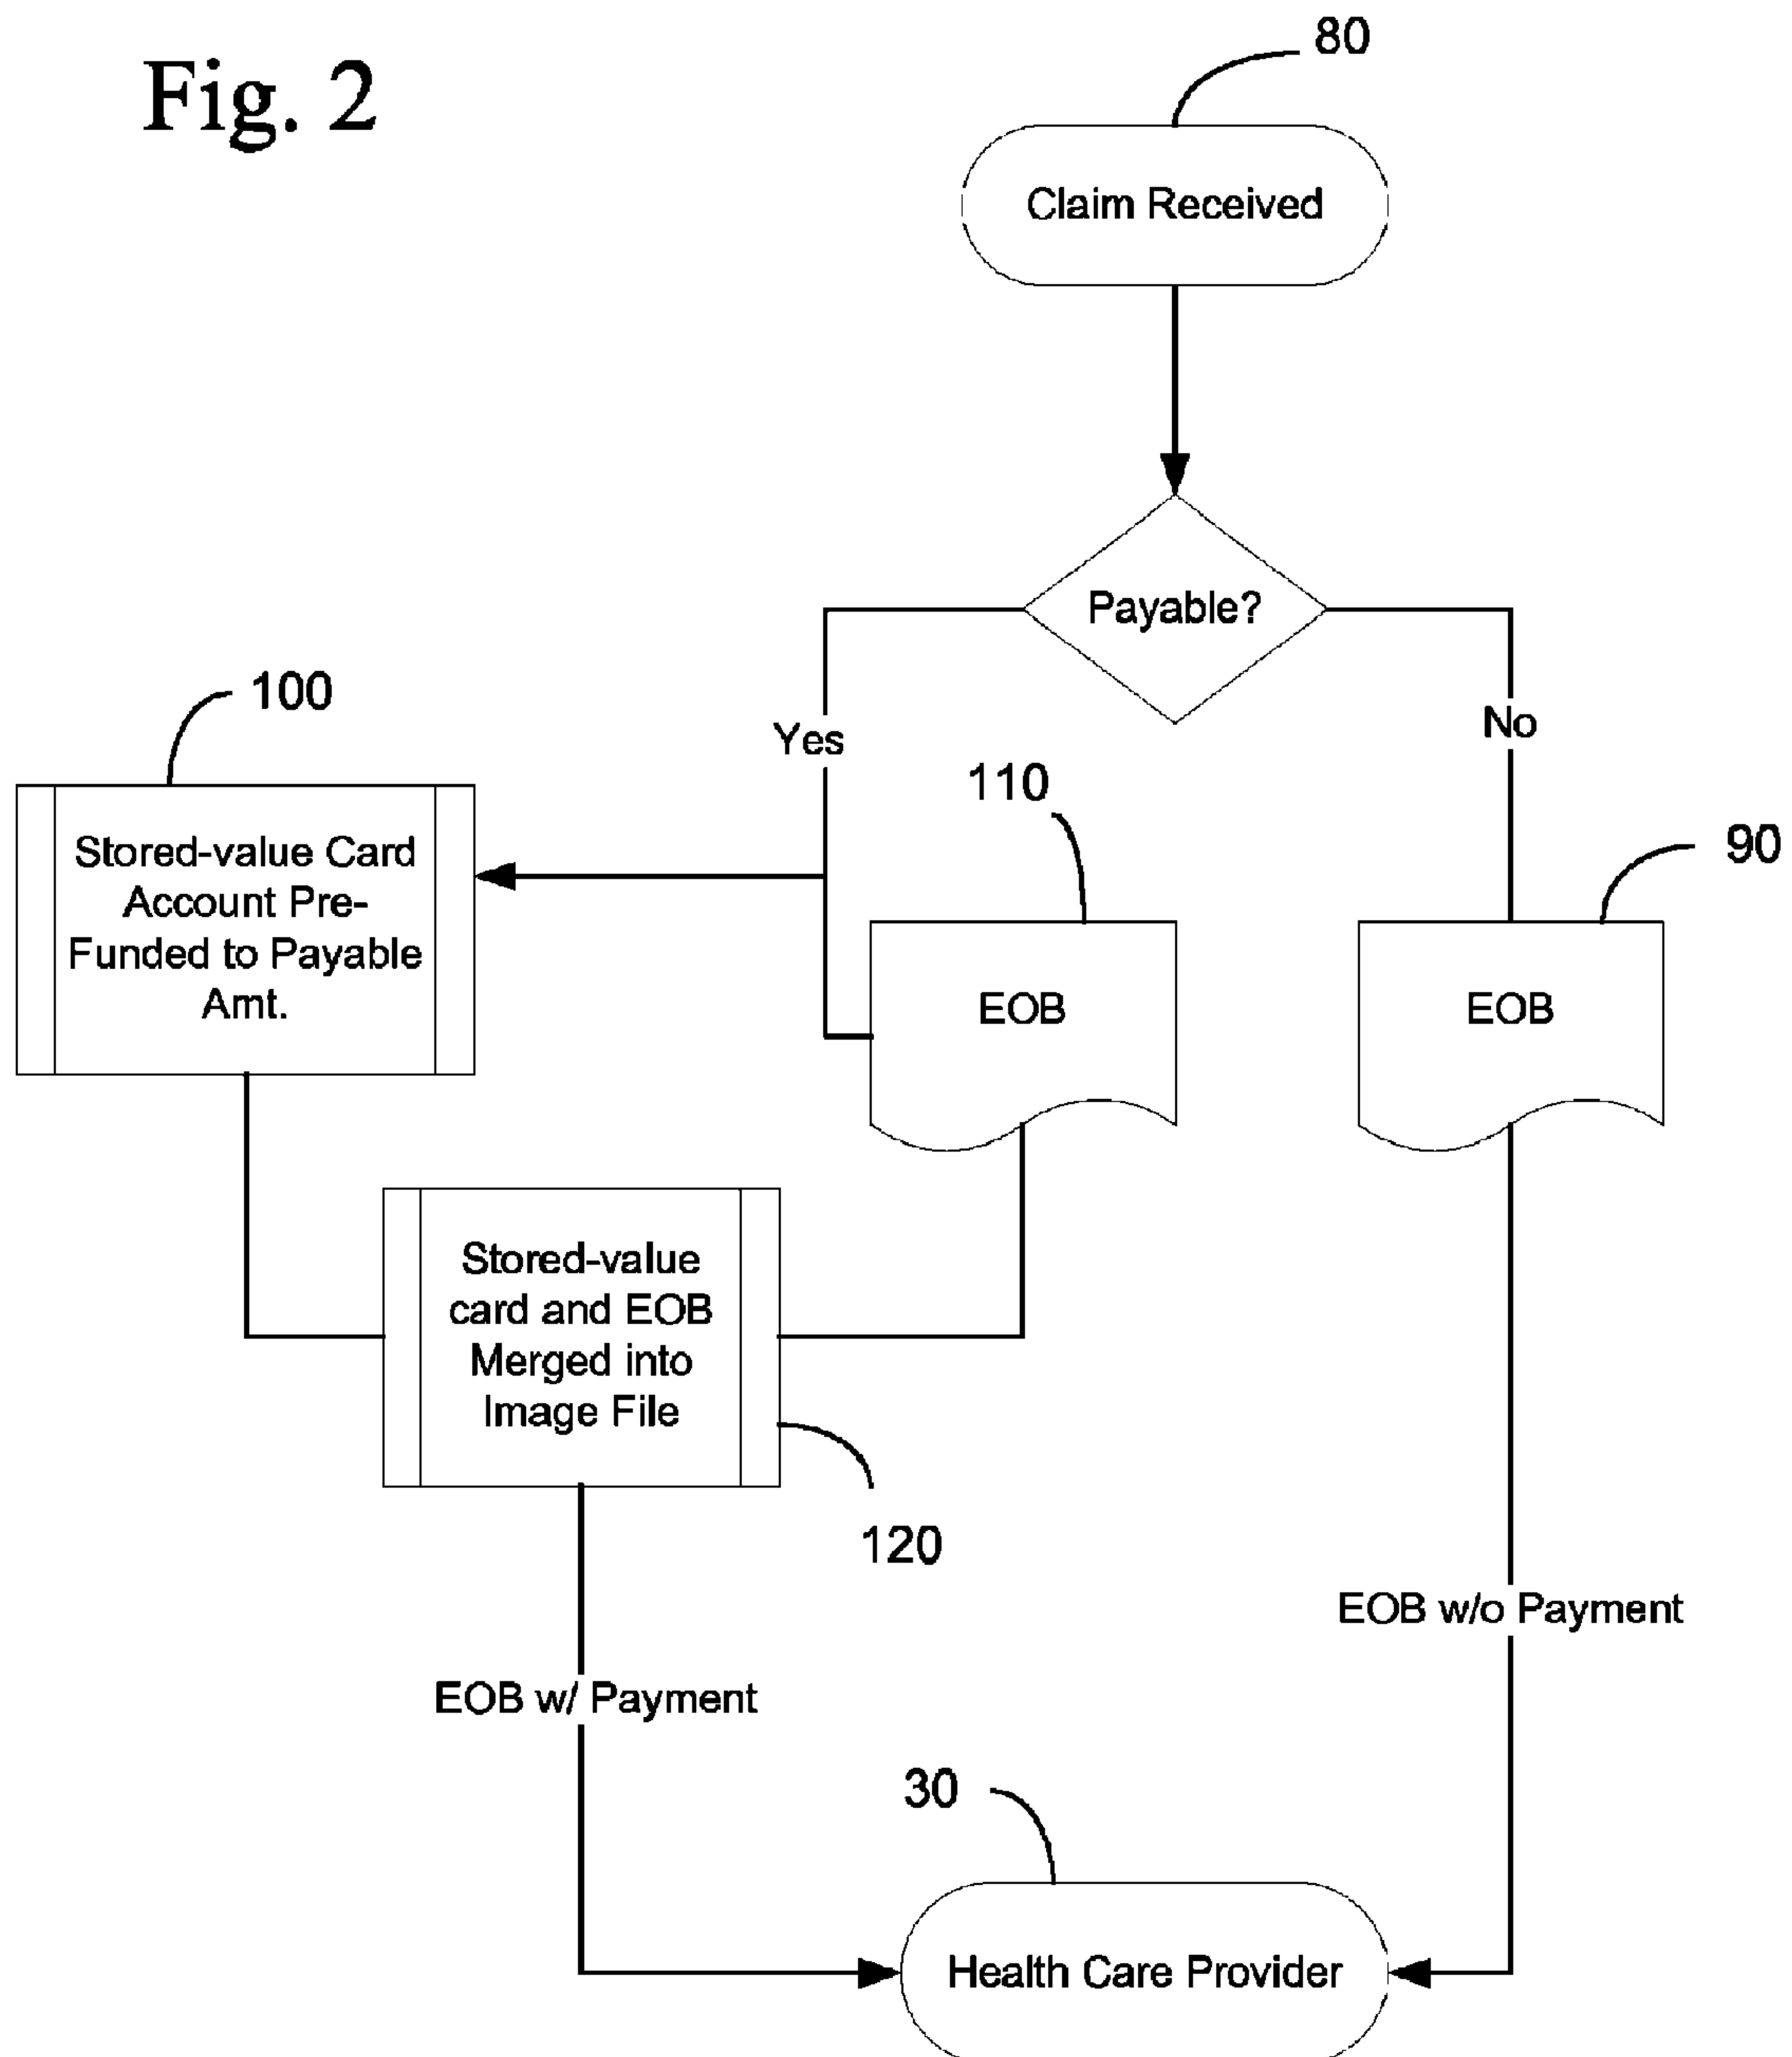 Fig. 2
80
Claim Received
Payable?
Yes
No
100
110
90
Stored-value Card
Account Pre-
Funded to Payable
Amt.
EOB
EOB
Stored-value
card and EOB
Merged into
Image File
120
EOB w/o Payment
EOB w/ Payment
30
Health Care Provider